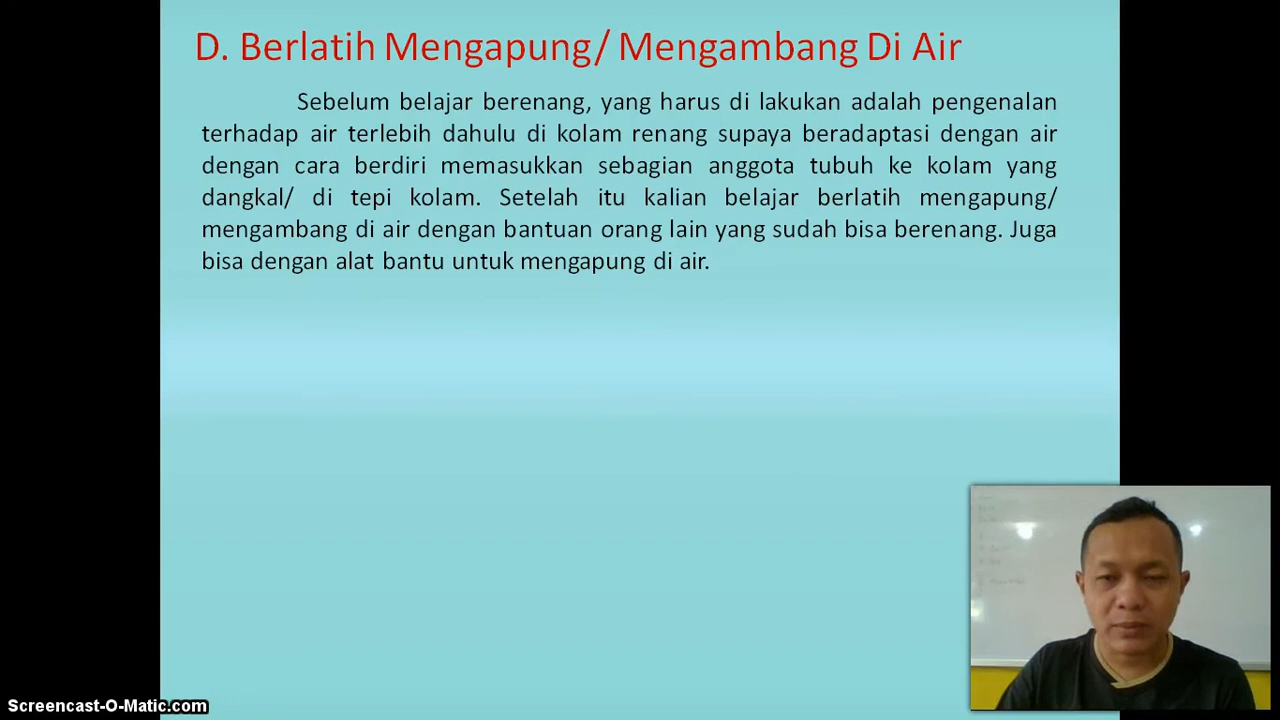 D. Berlatih Mengapung/ Mengambang Di Air
Sebelum belajar berenang, yang harus di lakukan adalah pengenalan
terhadap air terlebih dahulu di kolam renang supaya beradaptasi dengan air
dengan cara berdiri memasukkan sebagian anggota tubuh ke kolam yang
dangkal/ di tepi kolam. Setelah itu kalian belajar berlatih mengapung/
mengambang di air dengan bantuan orang lain yang sudah bisa berenang. Juga
bisa dengan alat bantu untuk mengapung di air.
Screencast-O-Matic.com